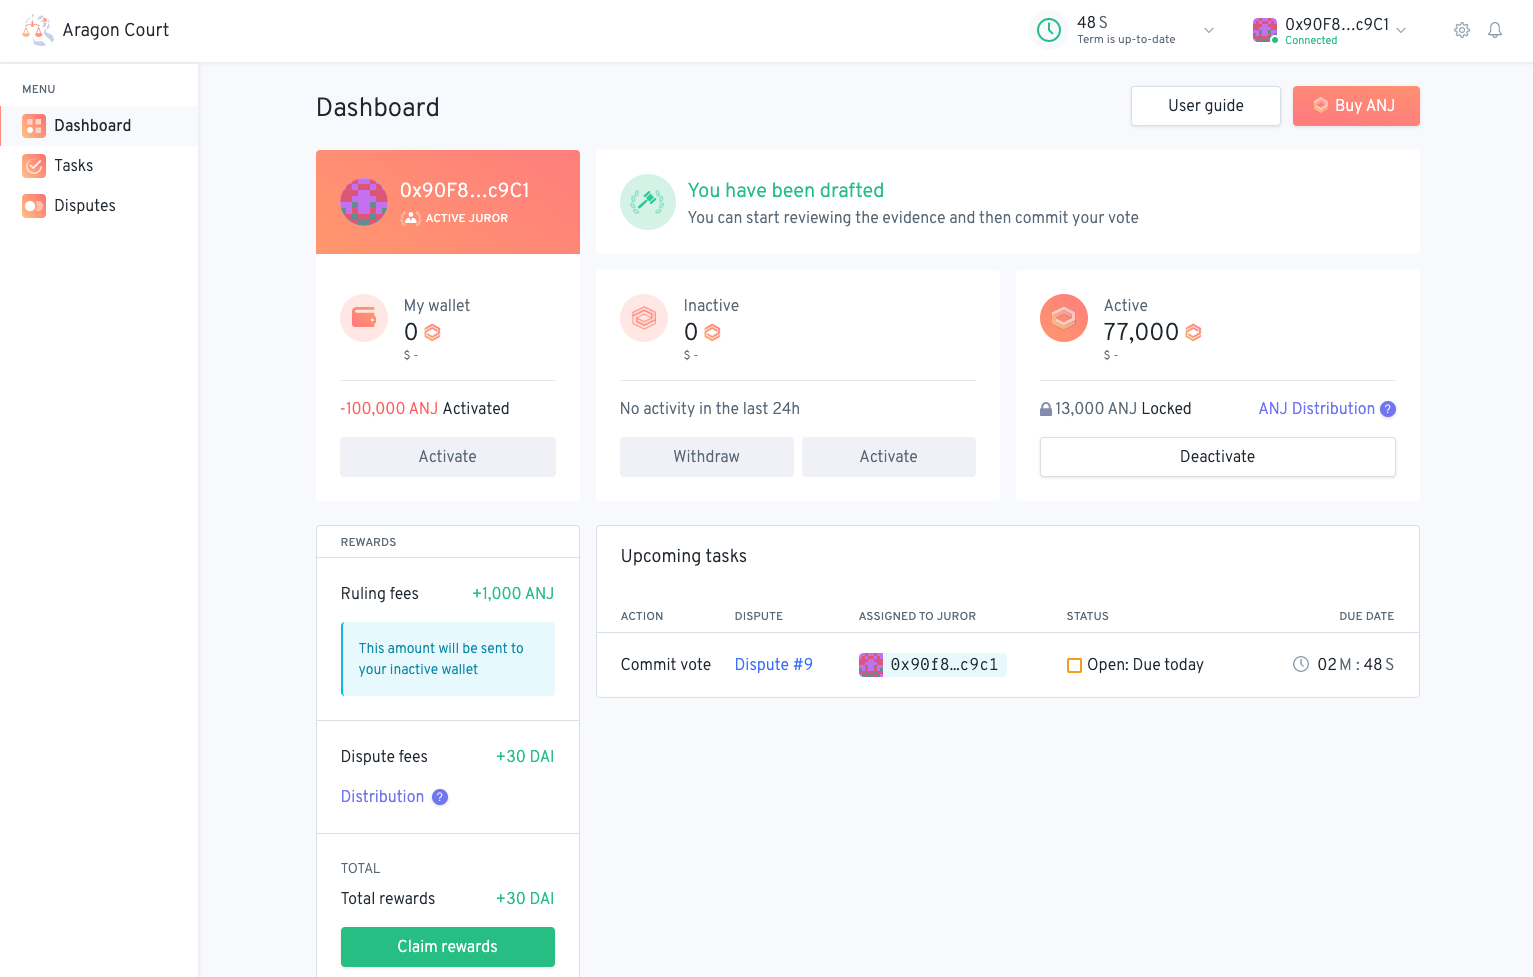 Aragon Court
48 S
Term is up-to-date
0x90F8...c9C1
Connected
MENU
Dashboard
Tasks
Disputes
Dashboard
User guide
Buy ANJ
0x90F8...c9C1
ACTIVE JUROR
You have been drafted
You can start reviewing the evidence and then commit your vote
My wallet
0
$ -
-100,000 ANJ Activated
Activate
Inactive
0
$ -
No activity in the last 24h
Withdraw
Activate
Active
77,000
$ -
13,000 ANJ Locked
ANJ Distribution ?
Deactivate
REWARDS
Ruling fees +1,000 ANJ
This amount will be sent to
your inactive wallet
Dispute fees +30 DAI
Distribution ?
TOTAL
Total rewards +30 DAI
Claim rewards
Upcoming tasks
ACTION DISPUTE ASSIGNED TO JUROR STATUS DUE DATE
Commit vote Dispute #9 0x90f8…c9c1 Open: Due today 02 M : 48 S